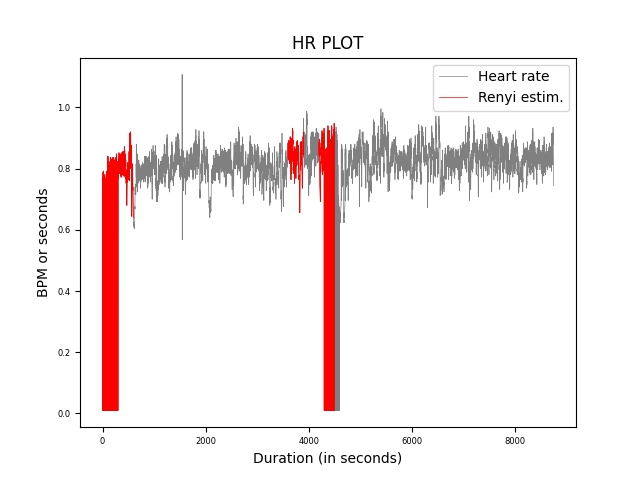 HR PLOT
Heart rate
Renyi estim.
BPM or seconds
1.0
0.8
0.6
0.4
0.2
0.0
0 2000 4000 6000 8000
Duration (in seconds)